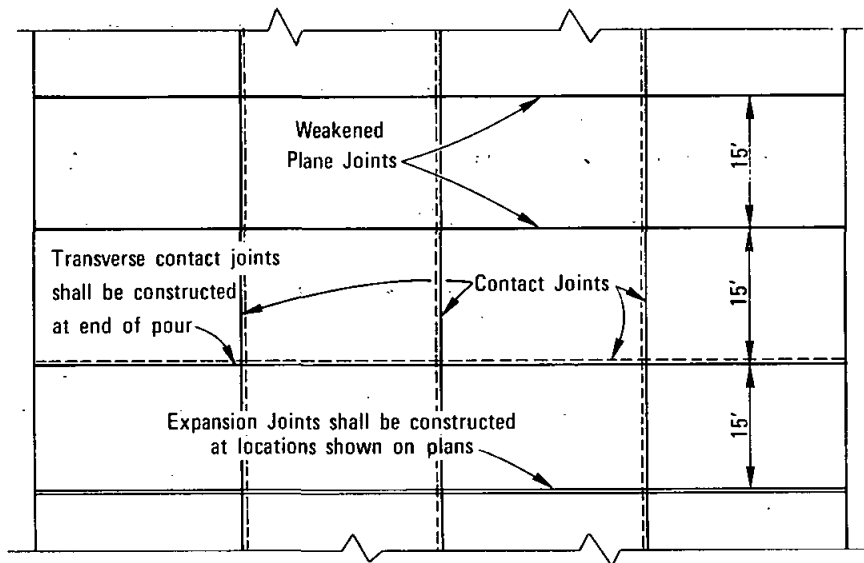 Weakened
Plane Joints
15'
Transverse contact joints
shall be constructed
at end of pour
Contact Joints
15'
Expansion Joints shall be constructed
at locations shown on plans
15'